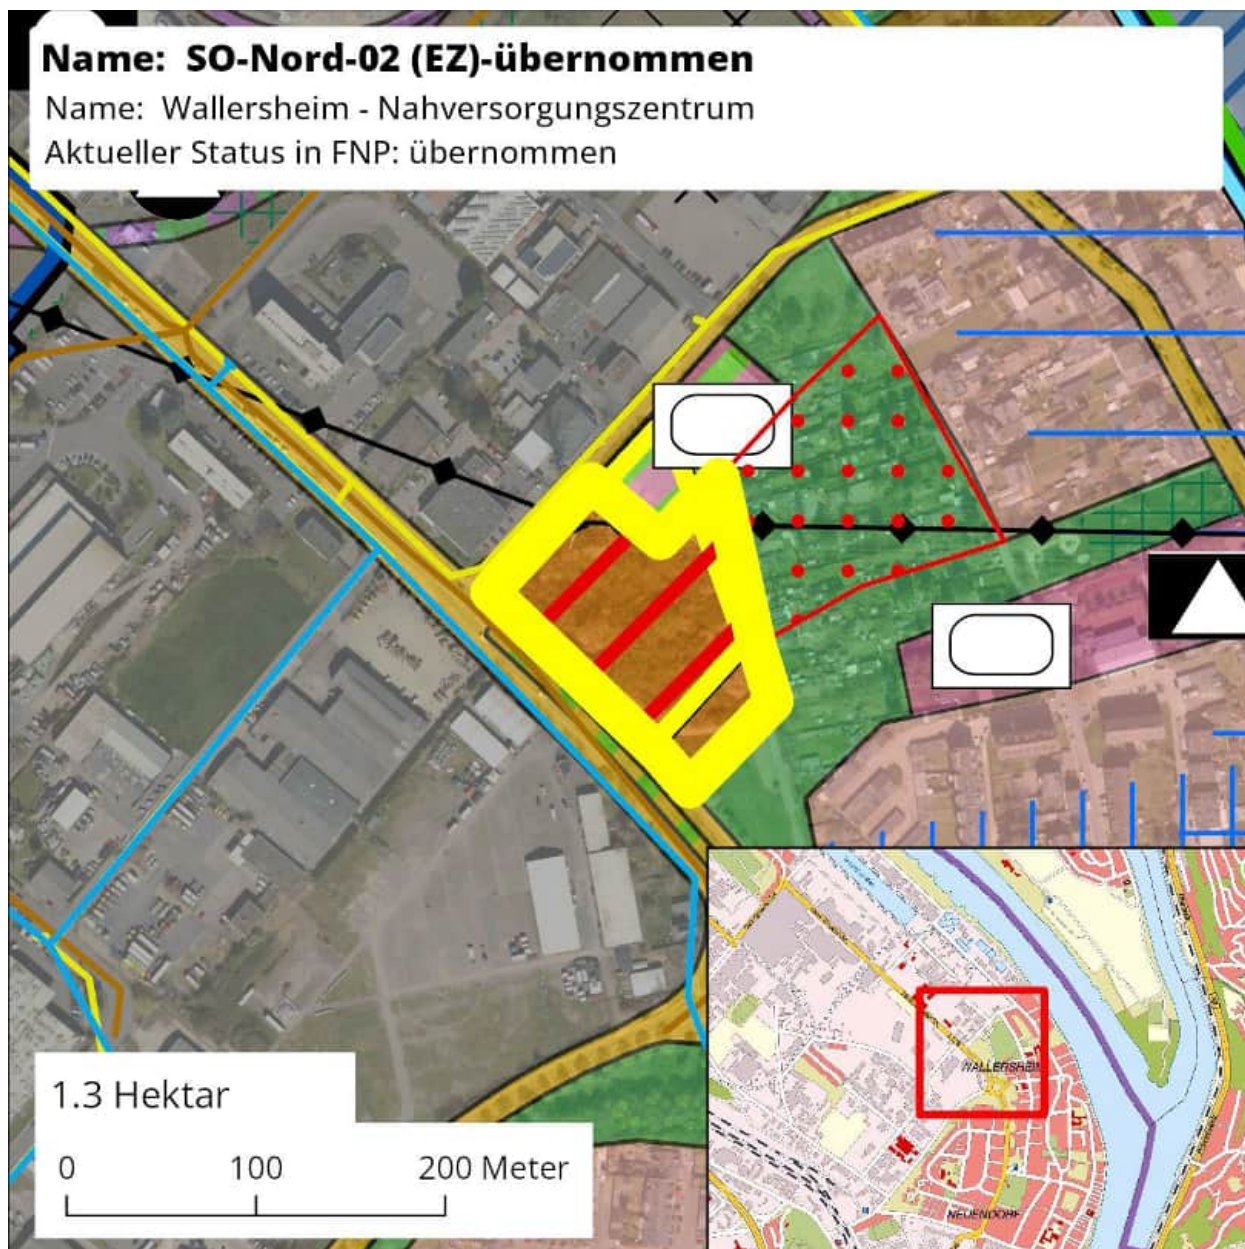 Name: SO-Nord-02 (EZ)-übernommen
Name: Wallersheim - Nahversorgungszentrum
Aktueller Status in FNP: übernommen
1.3 Hektar
0 100 200 Meter
WALLERSHEIM
NEUENDORF